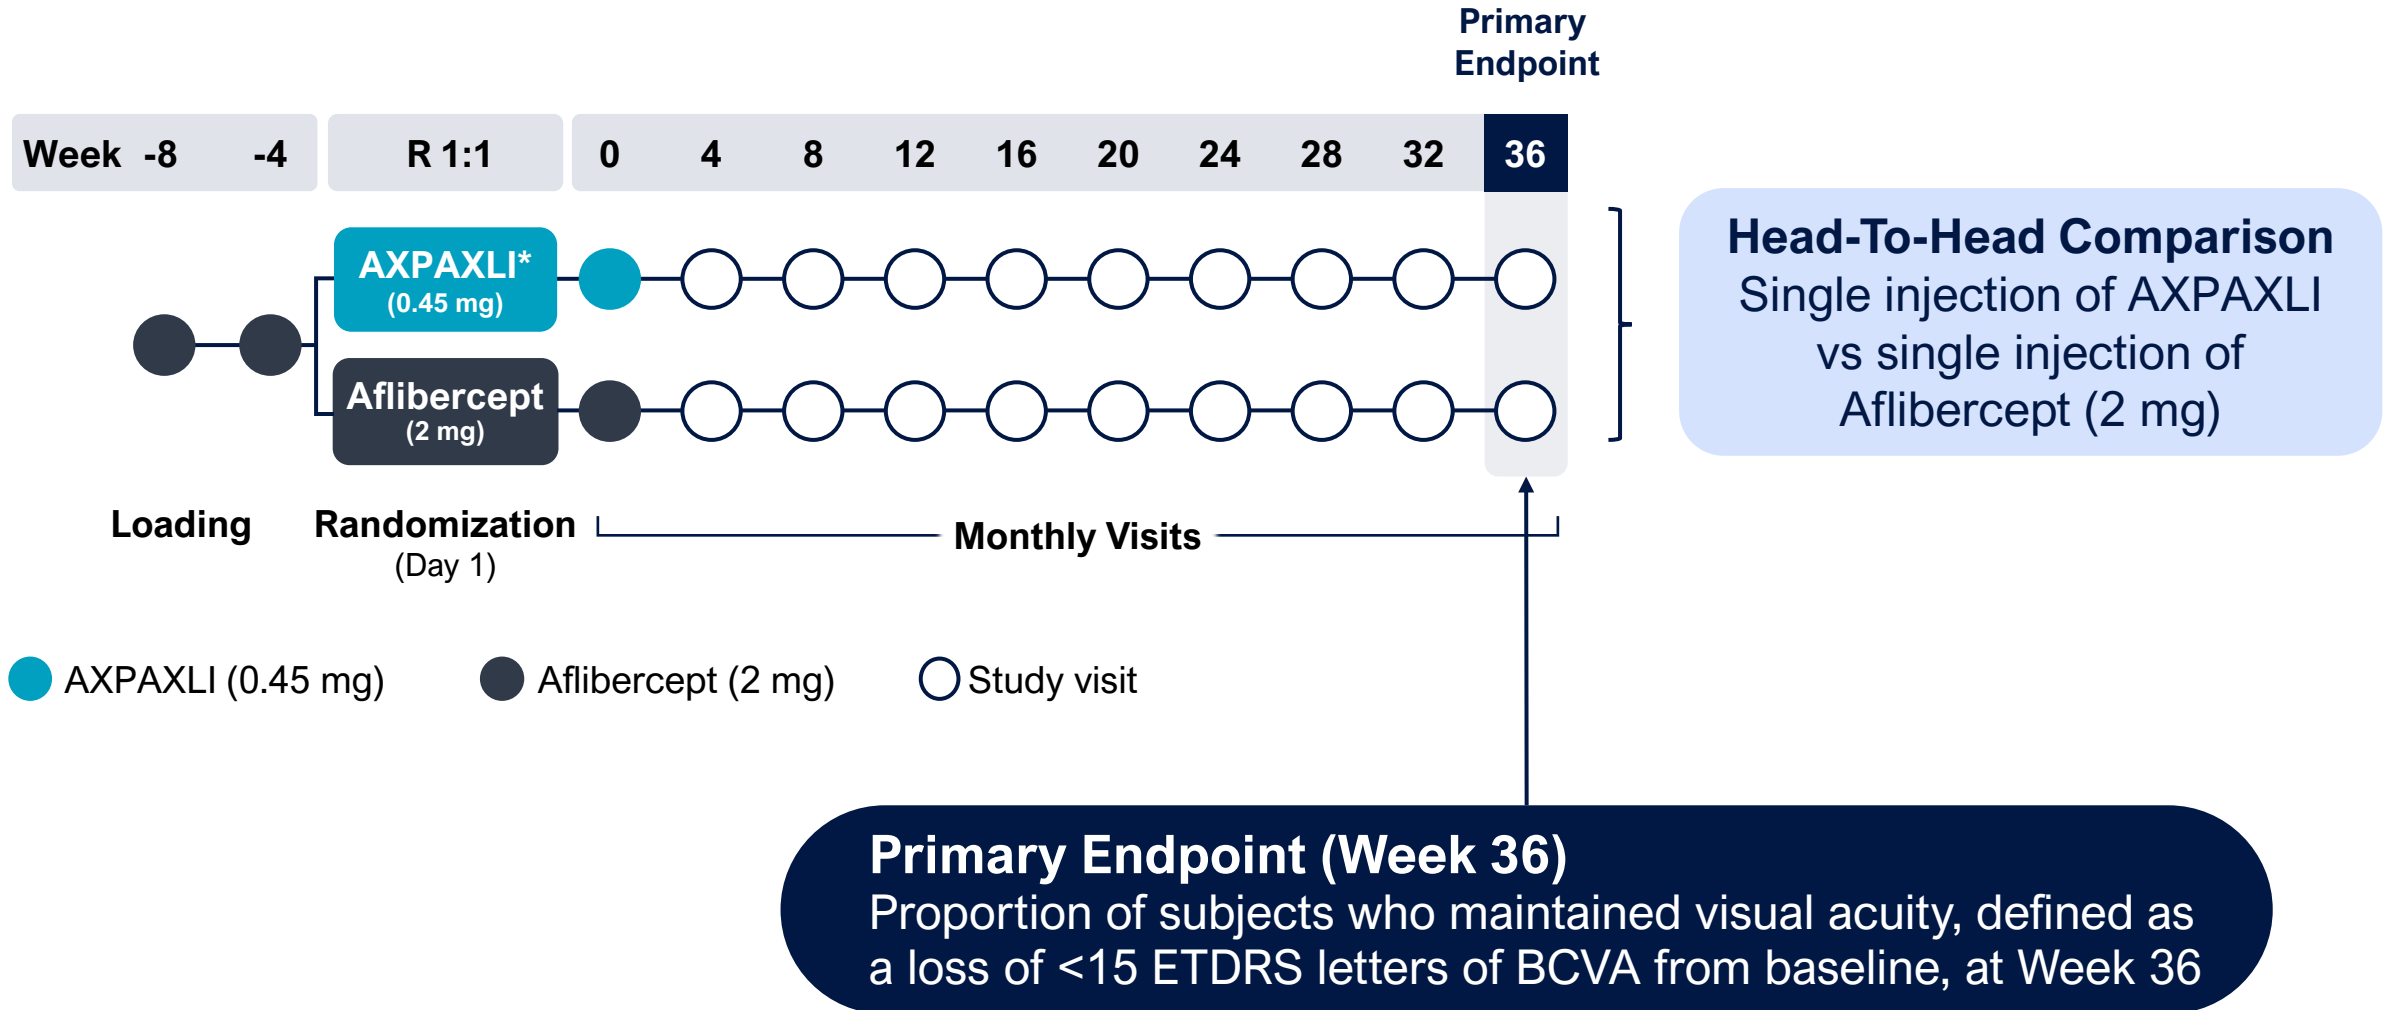 Primary
Endpoint
Week -8 -4 R 1:1 0 4 8 12 16 20 24 28 32 36
AXPAXLI*
(0.45 mg)
Aflibercept
(2 mg)
Head-To-Head Comparison
Single injection of AXPAXLI
vs single injection of
Aflibercept (2 mg)
Loading
Randomization
(Day 1)
Monthly Visits
AXPAXLI (0.45 mg)
Aflibercept (2 mg)
Study visit
Primary Endpoint (Week 36)
Proportion of subjects who maintained visual acuity, defined as
a loss of <15 ETDRS letters of BCVA from baseline, at Week 36